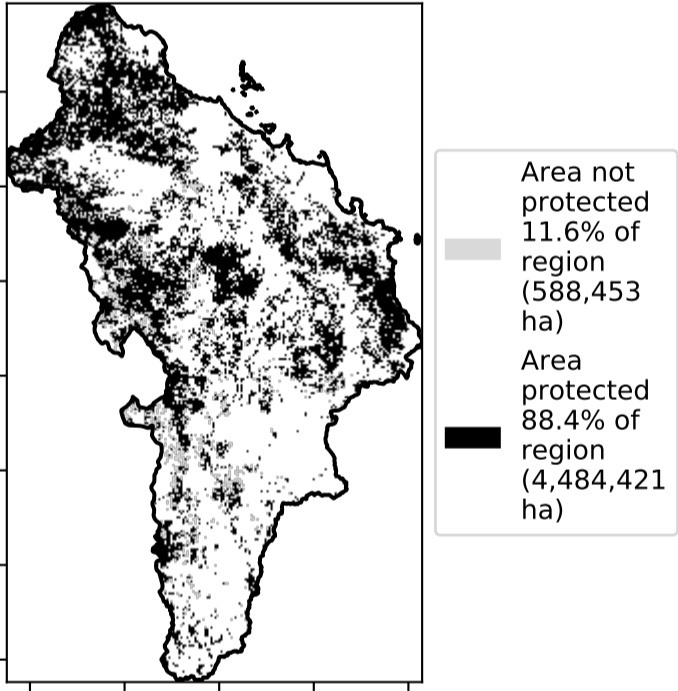 Area not
protected
11.6% of
region
(588,453
ha)
Area
protected
88.4% of
region
(4,484,421
ha)